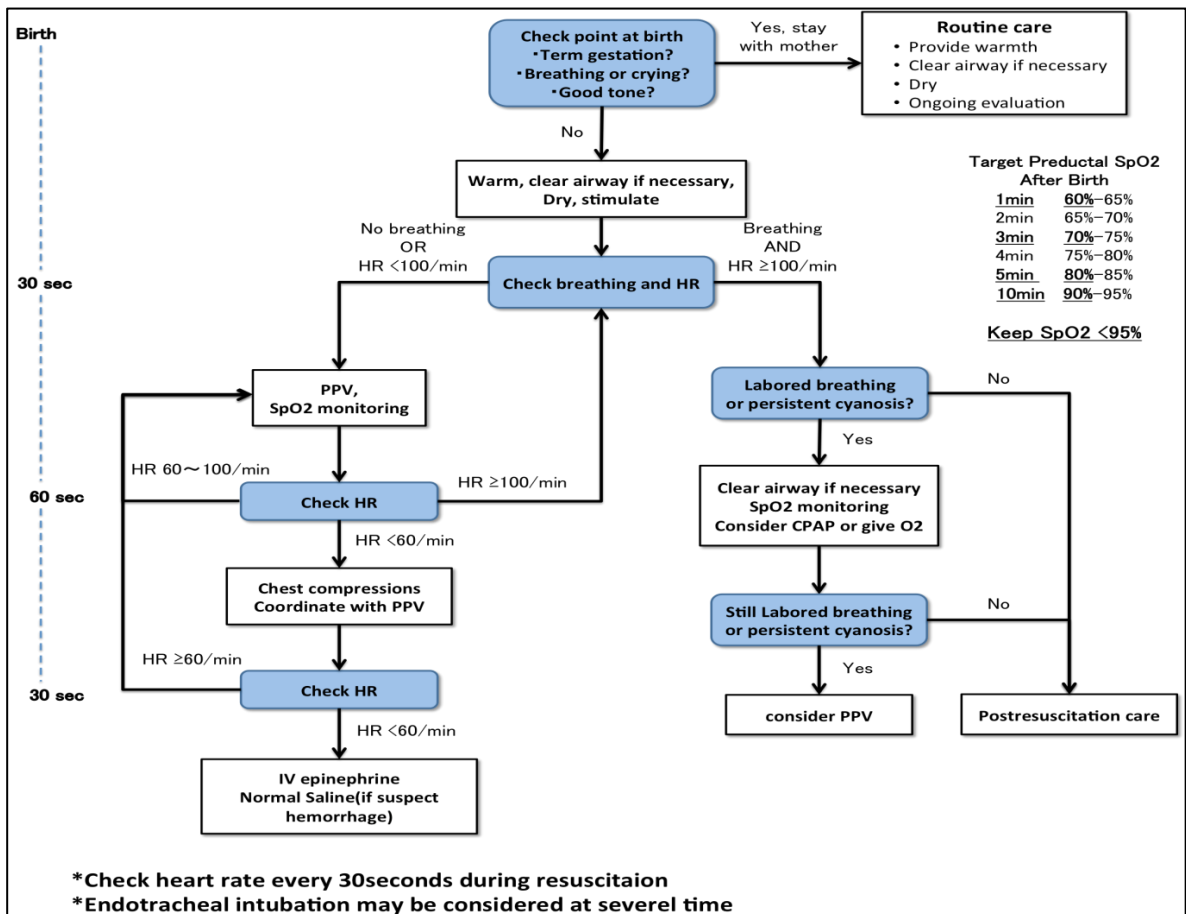 Birth
Check point at birth
・Term gestation?
・Breathing or crying?
・Good tone?
Yes, stay
with mother
Routine care
• Provide warmth
• Clear airway if necessary
• Dry
• Ongoing evaluation
No
Warm, clear airway if necessary,
Dry, stimulate
Target Preductal SpO2
After Birth
1min 60%-65%
2min 65%-70%
3min 70%-75%
4min 75%-80%
5min 80%-85%
10min 90%-95%
Keep SpO2 <95%
No breathing
OR
HR <100/min
Breathing
AND
HR ≥100/min
30 sec
Check breathing and HR
PPV,
SpO2 monitoring
Labored breathing
or persistent cyanosis?
No
Yes
HR 60～100/min
HR ≥100/min
60 sec
Check HR
Clear airway if necessary
SpO2 monitoring
Consider CPAP or give O2
HR <60/min
Chest compressions
Coordinate with PPV
Still Labored breathing
or persistent cyanosis?
No
HR ≥60/min
Yes
30 sec
Check HR
consider PPV
Postresuscitation care
HR <60/min
IV epinephrine
Normal Saline(if suspect
hemorrhage)
*Check heart rate every 30seconds during resuscitaion
*Endotracheal intubation may be considered at severel time